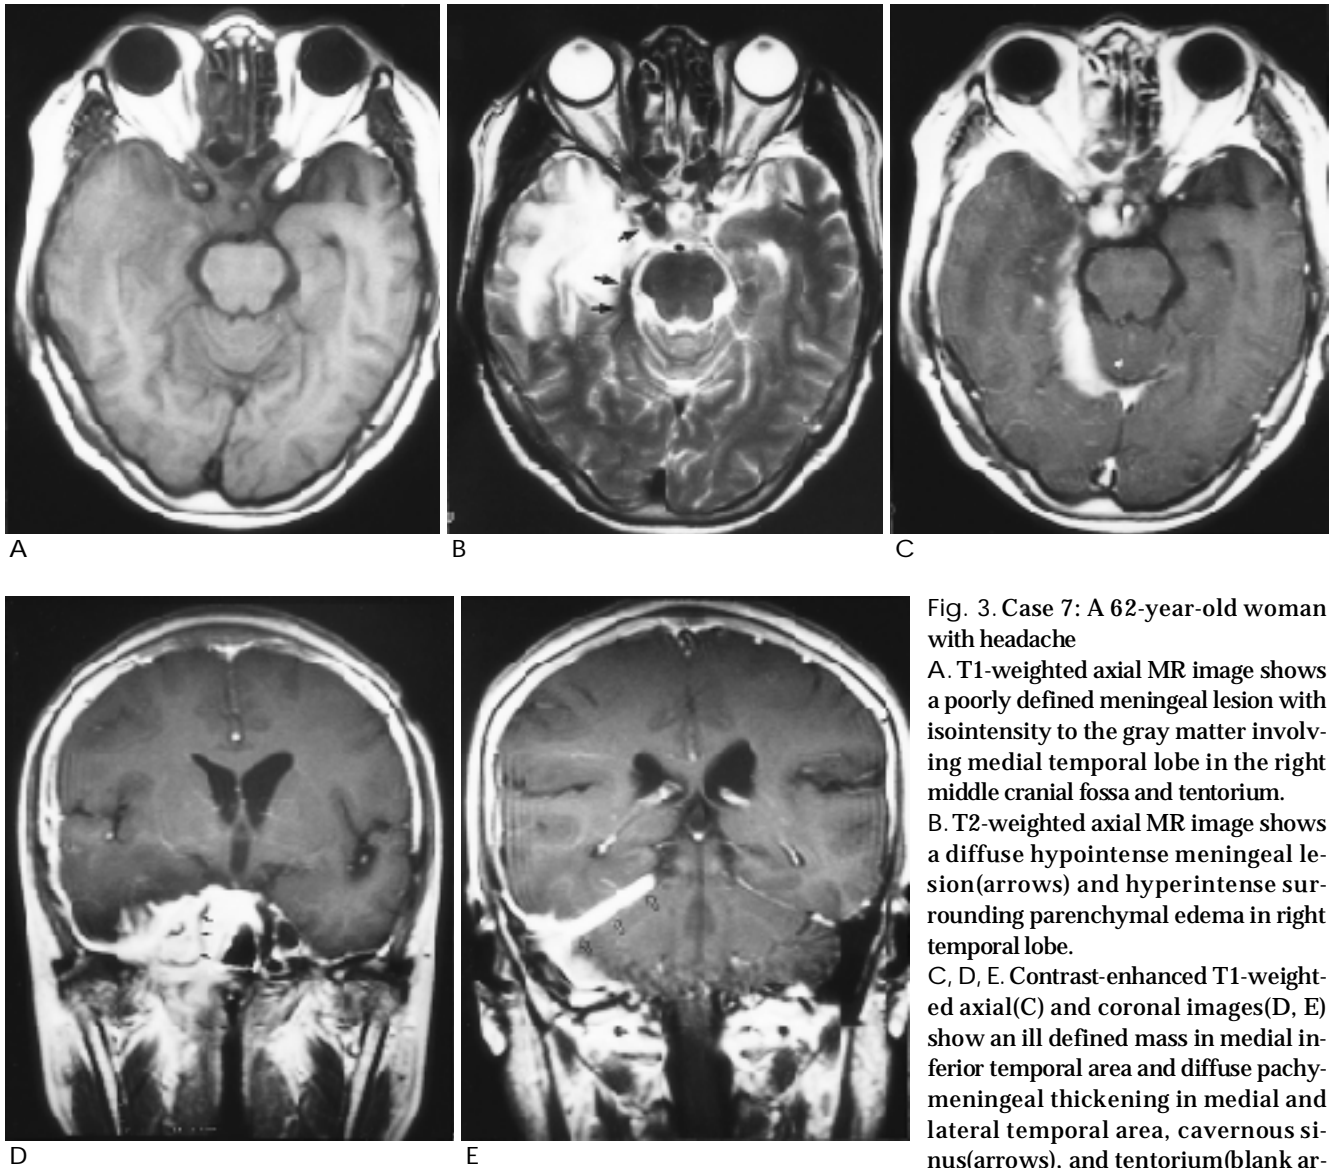 A
B
C
D
E
Fig. 3. Case 7: A 62-year-old woman
with headache
A. T1-weighted axial MR image shows
a poorly defined meningeal lesion with
isointensity to the gray matter involv-
ing medial temporal lobe in the right
middle cranial fossa and tentorium.
B. T2-weighted axial MR image shows
a diffuse hypointense meningeal le-
sion(arrows) and hyperintense sur-
rounding parenchymal edema in right
temporal lobe.
C, D, E. Contrast-enhanced T1-weight-
ed axial(C) and coronal images(D, E)
show an ill defined mass in medial in-
ferior temporal area and diffuse pachy-
meningeal thickening in medial and
lateral temporal area, cavernous si-
nus(arrows), and tentorium(blank ar-